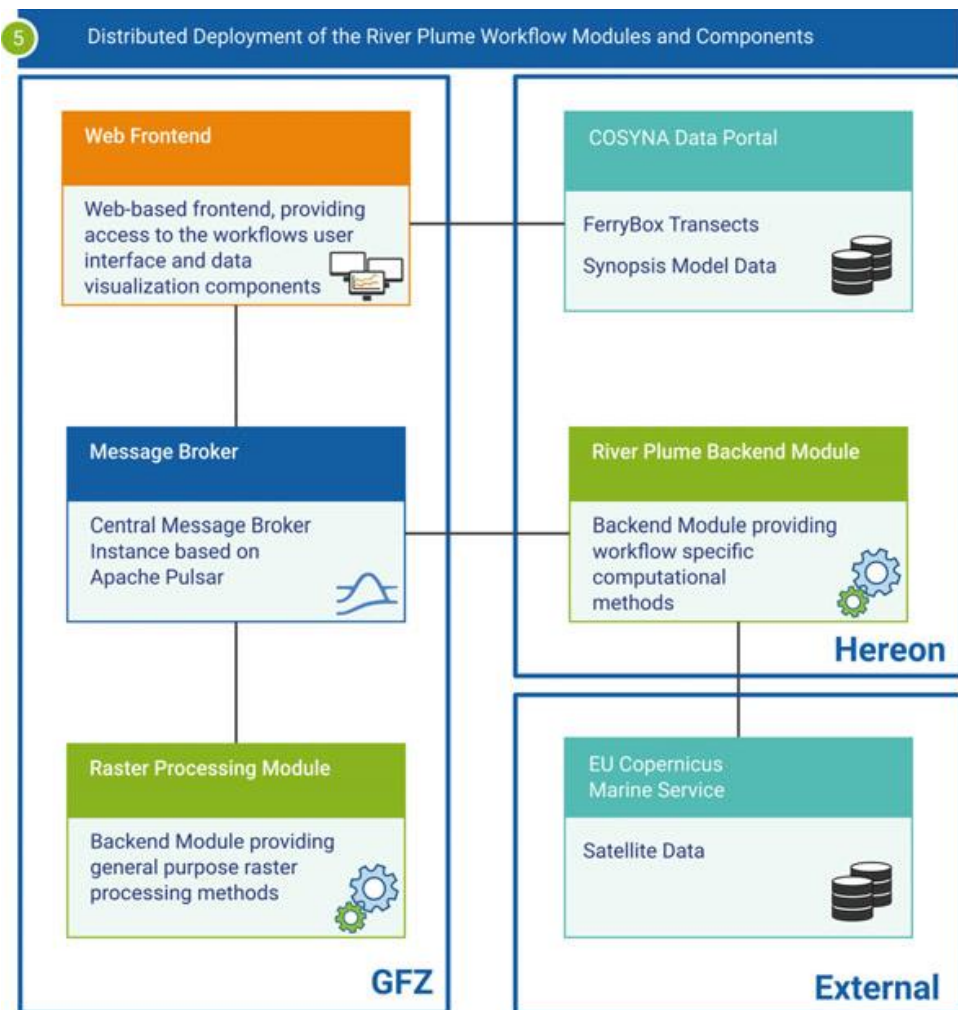 5
Distributed Deployment of the River Plume Workflow Modules and Components
Web Frontend
Web-based frontend, providing
access to the workflows user
interface and data
visualization components
Message Broker
Central Message Broker
Instance based on
Apache Pulsar
Raster Processing Module
Backend Module providing
general purpose raster
processing methods
GFZ
COSYNA Data Portal
FerryBox Transects
Synopsis Model Data
River Plume Backend Module
Backend Module providing
workflow specific
computational
methods
Hereon
EU Copernicus
Marine Service
Satellite Data
External